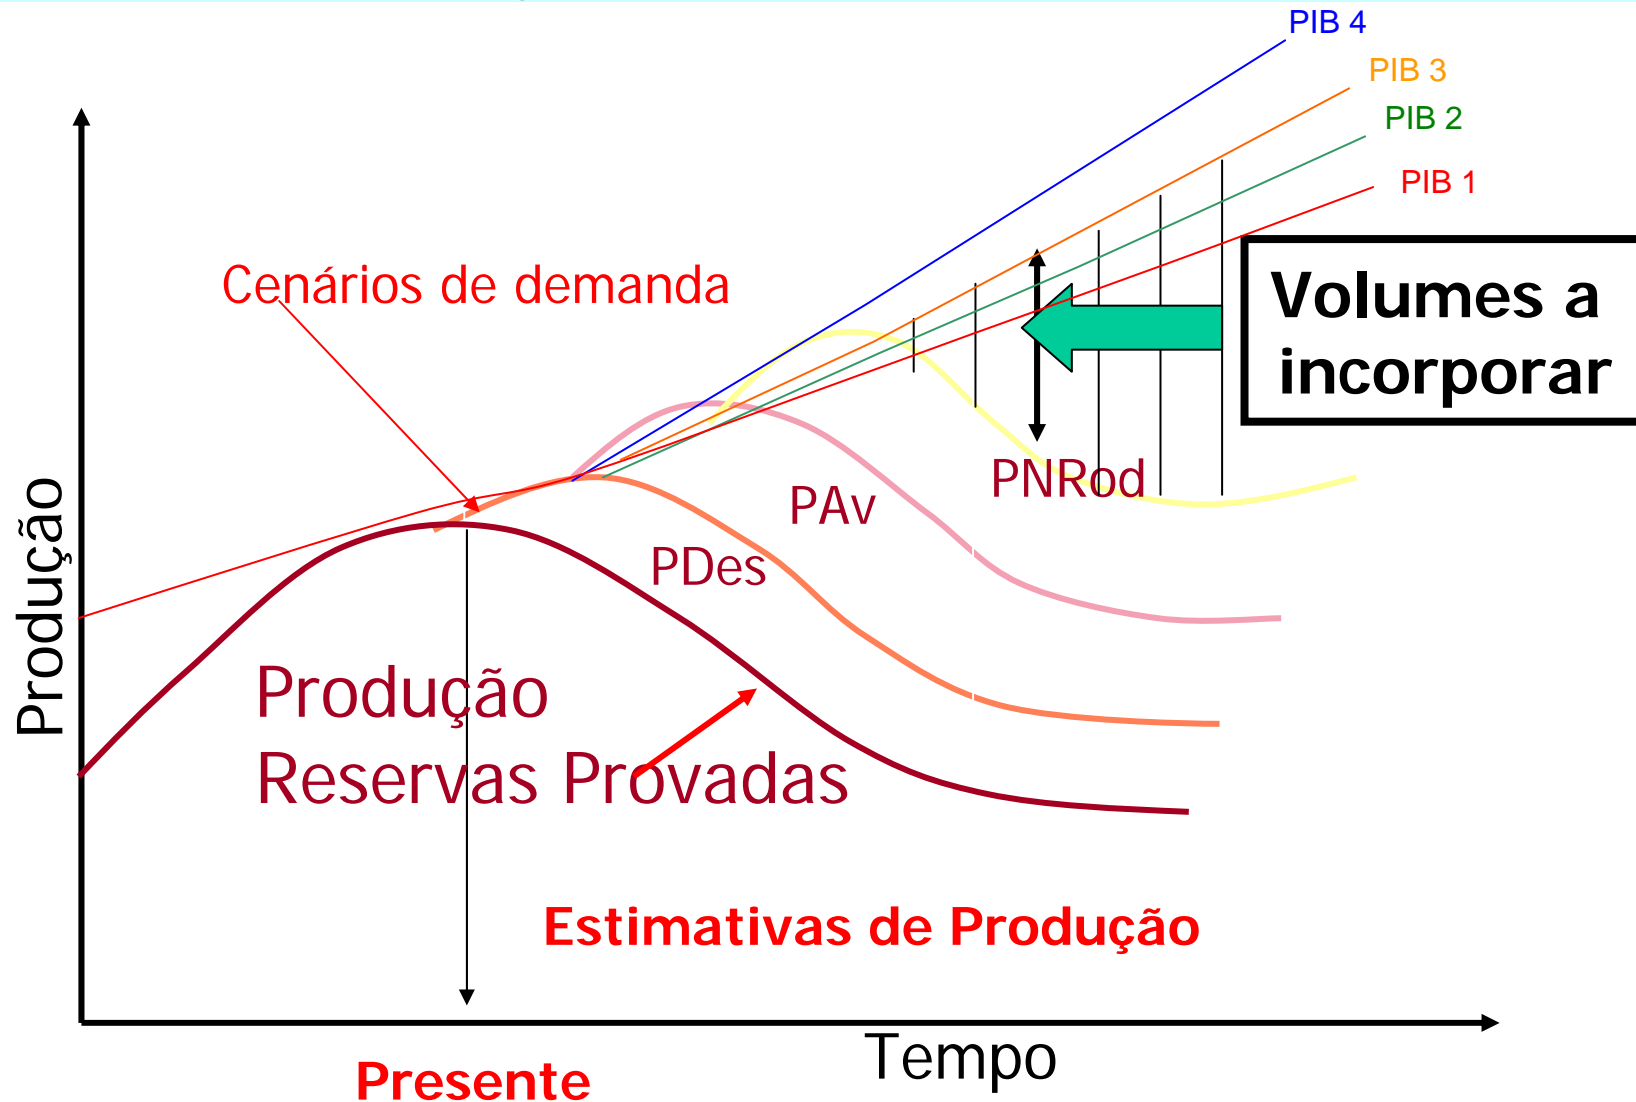 PIB 4
PIB 3
PIB 2
PIB 1
Cenários de demanda
Volumes a
incorporar
PNRod
PAv
PDes
Produção
Produção
Reservas Provadas
Estimativas de Produção
Tempo
Presente